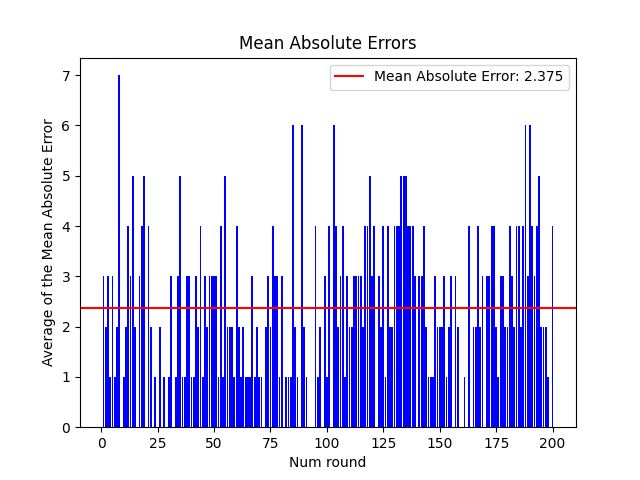 Mean Absolute Errors
Mean Absolute Error: 2.375
Average of the Mean Absolute Error
7
6
5
4
3
2
1
0
0 25 50 75 100 125 150 175 200
Num round